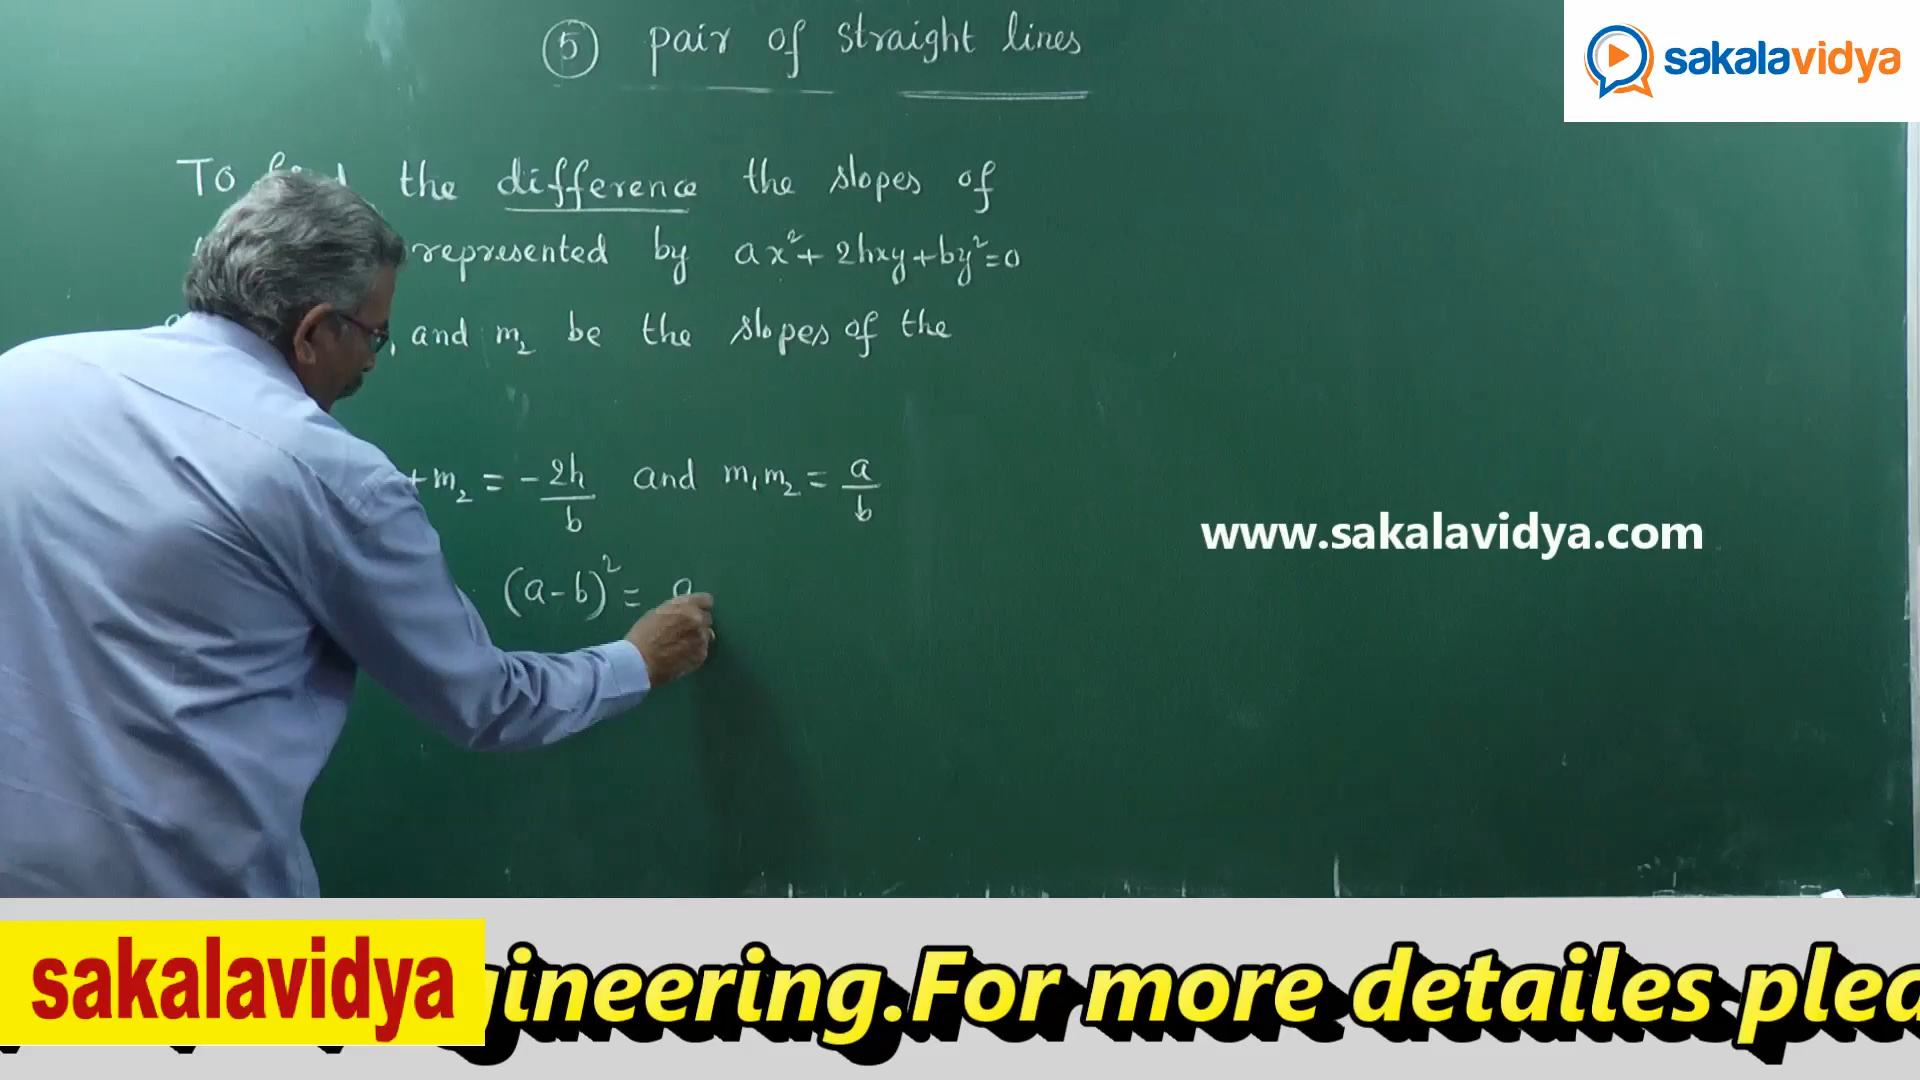 5 pair of straight lines
sakalavidya
To the difference the slopes of
represented by ax²+2hxy+by²=0
and m₂ be the slopes of the
+m₂ = -2h/b and m₁m₂ = a/b
www.sakalavidya.com
(a-b)² = a
sakalavidya
gineering.For more detailes plea